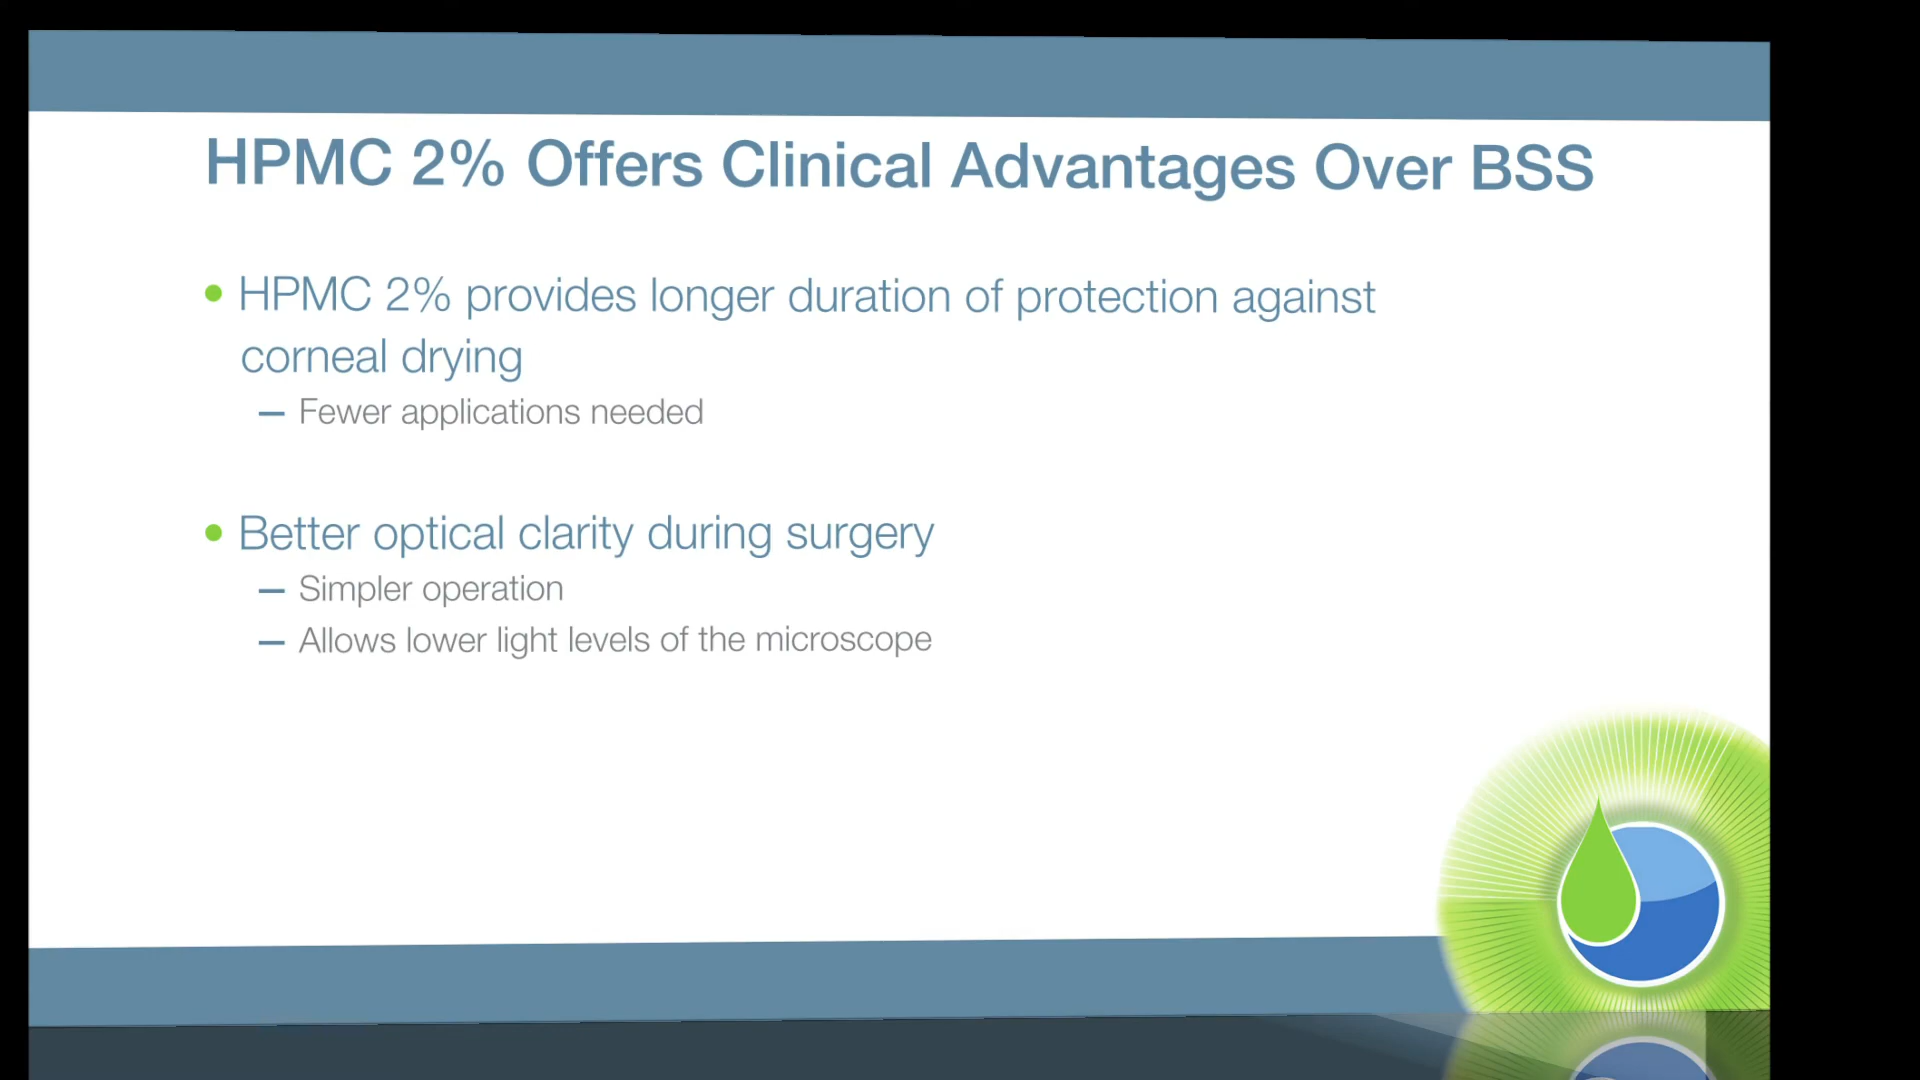 HPMC 2% Offers Clinical Advantages Over BSS
• HPMC 2% provides longer duration of protection against
corneal drying
– Fewer applications needed
• Better optical clarity during surgery
– Simpler operation
– Allows lower light levels of the microscope